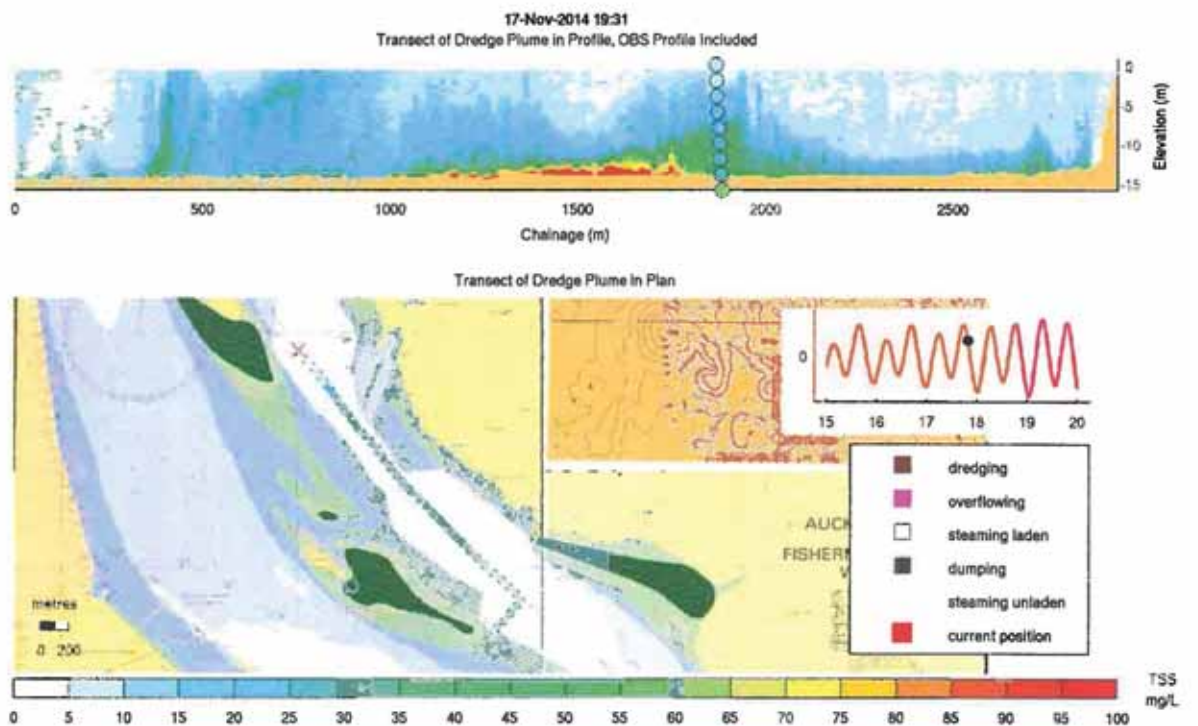 17-Nov-2014 19:31
Transect of Dredge Plume in Profile, OBS Profile Included
0
-5
-10
-15
Elevation (m)
0 500 1000 1500 2000 2500
Chainage (m)
Transect of Dredge Plume in Plan
0
15 16 17 18 19 20
dredging
overflowing
steaming laden
dumping
steaming unladen
current position
AUCK
FISHER
metres
0 200
TSS
mg/L
0 5 10 15 20 25 30 35 40 45 50 55 60 65 70 75 80 85 90 95 100